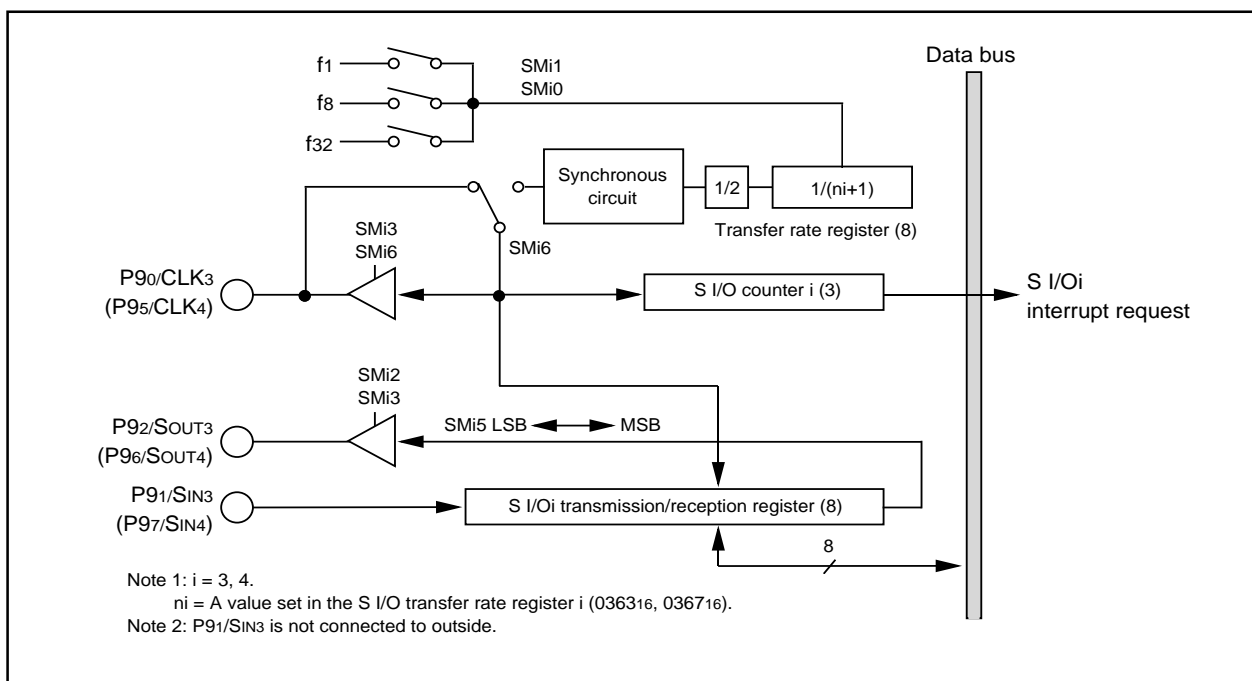 Data bus
f1
SMi1
SMi0
f8
f32
Synchronous
circuit
1/2
1/(ni+1)
Transfer rate register (8)
SMi3
SMi6
SMi6
P90/CLK3
(P95/CLK4)
S I/O counter i (3)
S I/Oi
interrupt request
SMi2
SMi3
SMi5 LSB
MSB
P92/SOUT3
(P96/SOUT4)
P91/SIN3
(P97/SIN4)
S I/Oi transmission/reception register (8)
8
Note 1: i = 3, 4.
ni = A value set in the S I/O transfer rate register i (036316, 036716).
Note 2: P91/SIN3 is not connected to outside.